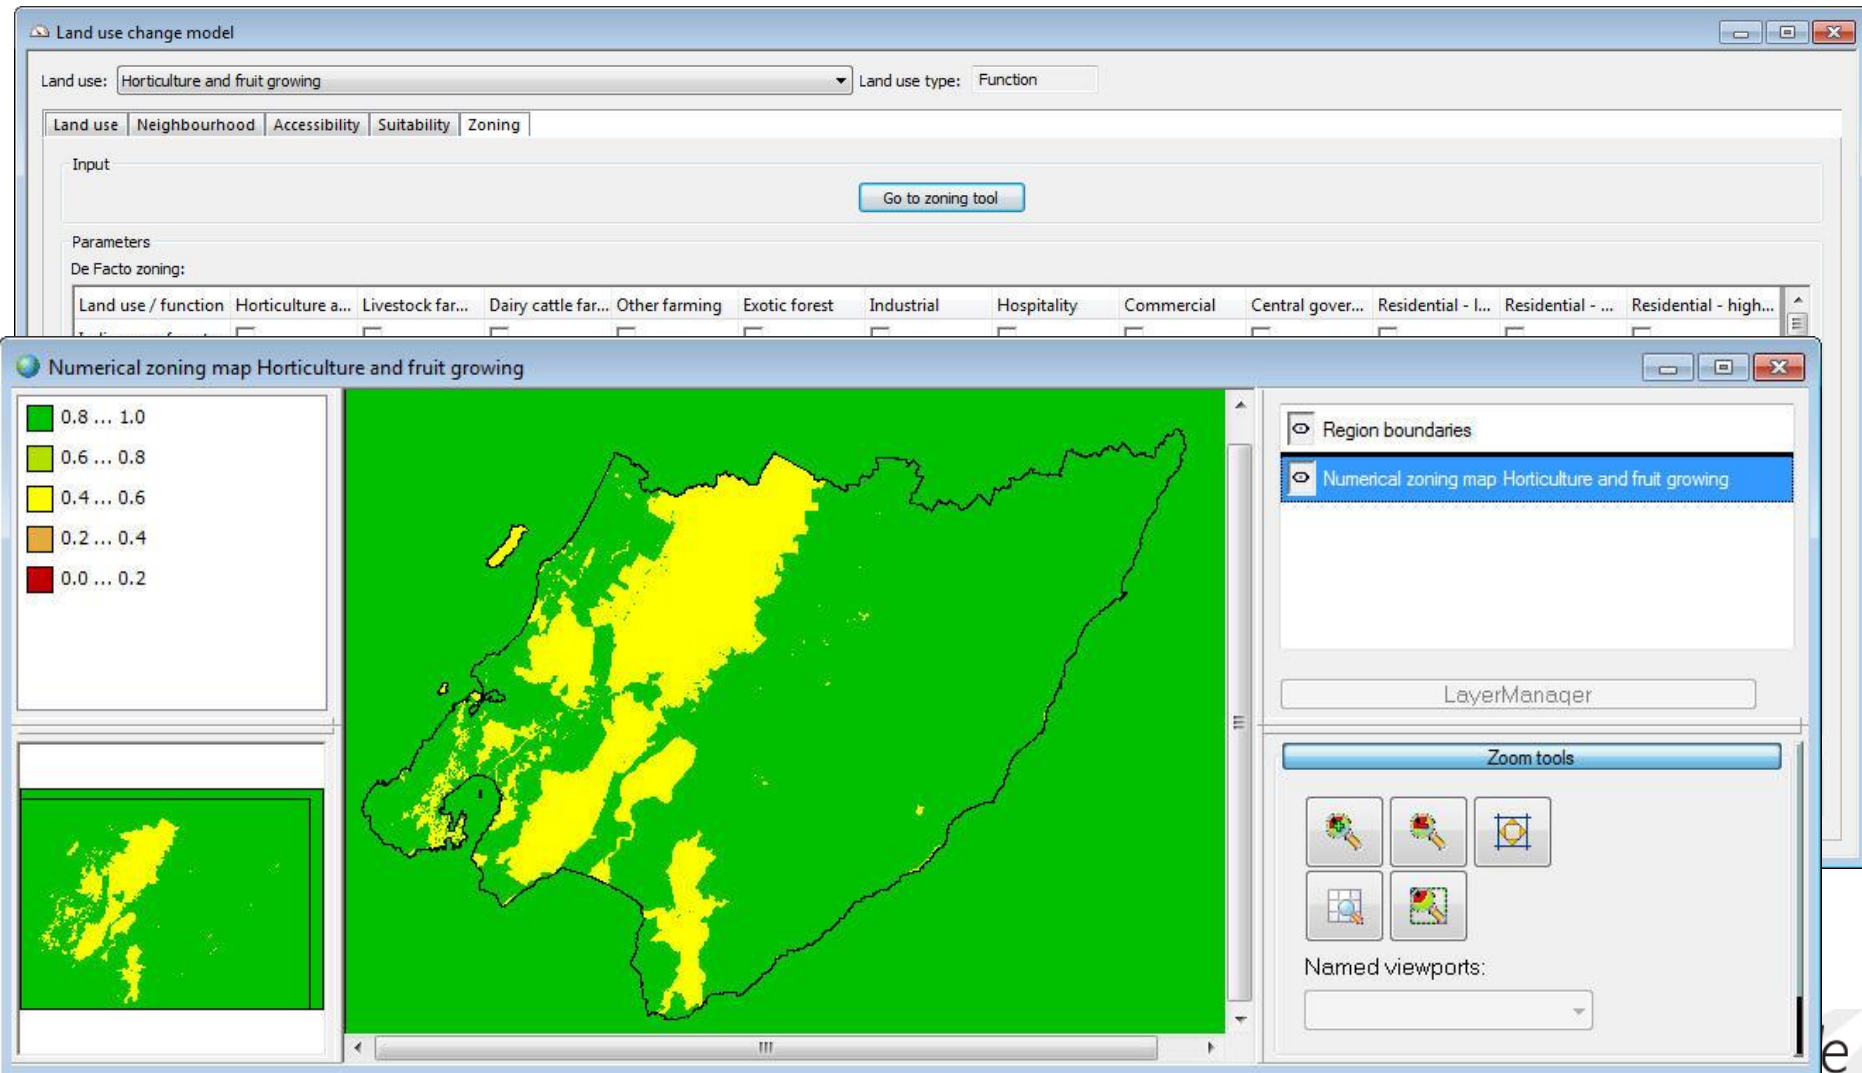 Land use change model
Land use: Horticulture and fruit growing Land use type: Function
Land use Neighbourhood Accessibility Suitability Zoning
Input
Go to zoning tool
Parameters
De Facto zoning:
Land use / function Horticulture a... Livestock far... Dairy cattle far... Other farming Exotic forest Industrial Hospitality Commercial Central gover... Residential - l... Residential - ... Residential - high...
Numerical zoning map Horticulture and fruit growing
0.8 ... 1.0
0.6 ... 0.8
0.4 ... 0.6
0.2 ... 0.4
0.0 ... 0.2
Region boundaries
Numerical zoning map Horticulture and fruit growing
LayerManager
Zoom tools
Named viewports:
e